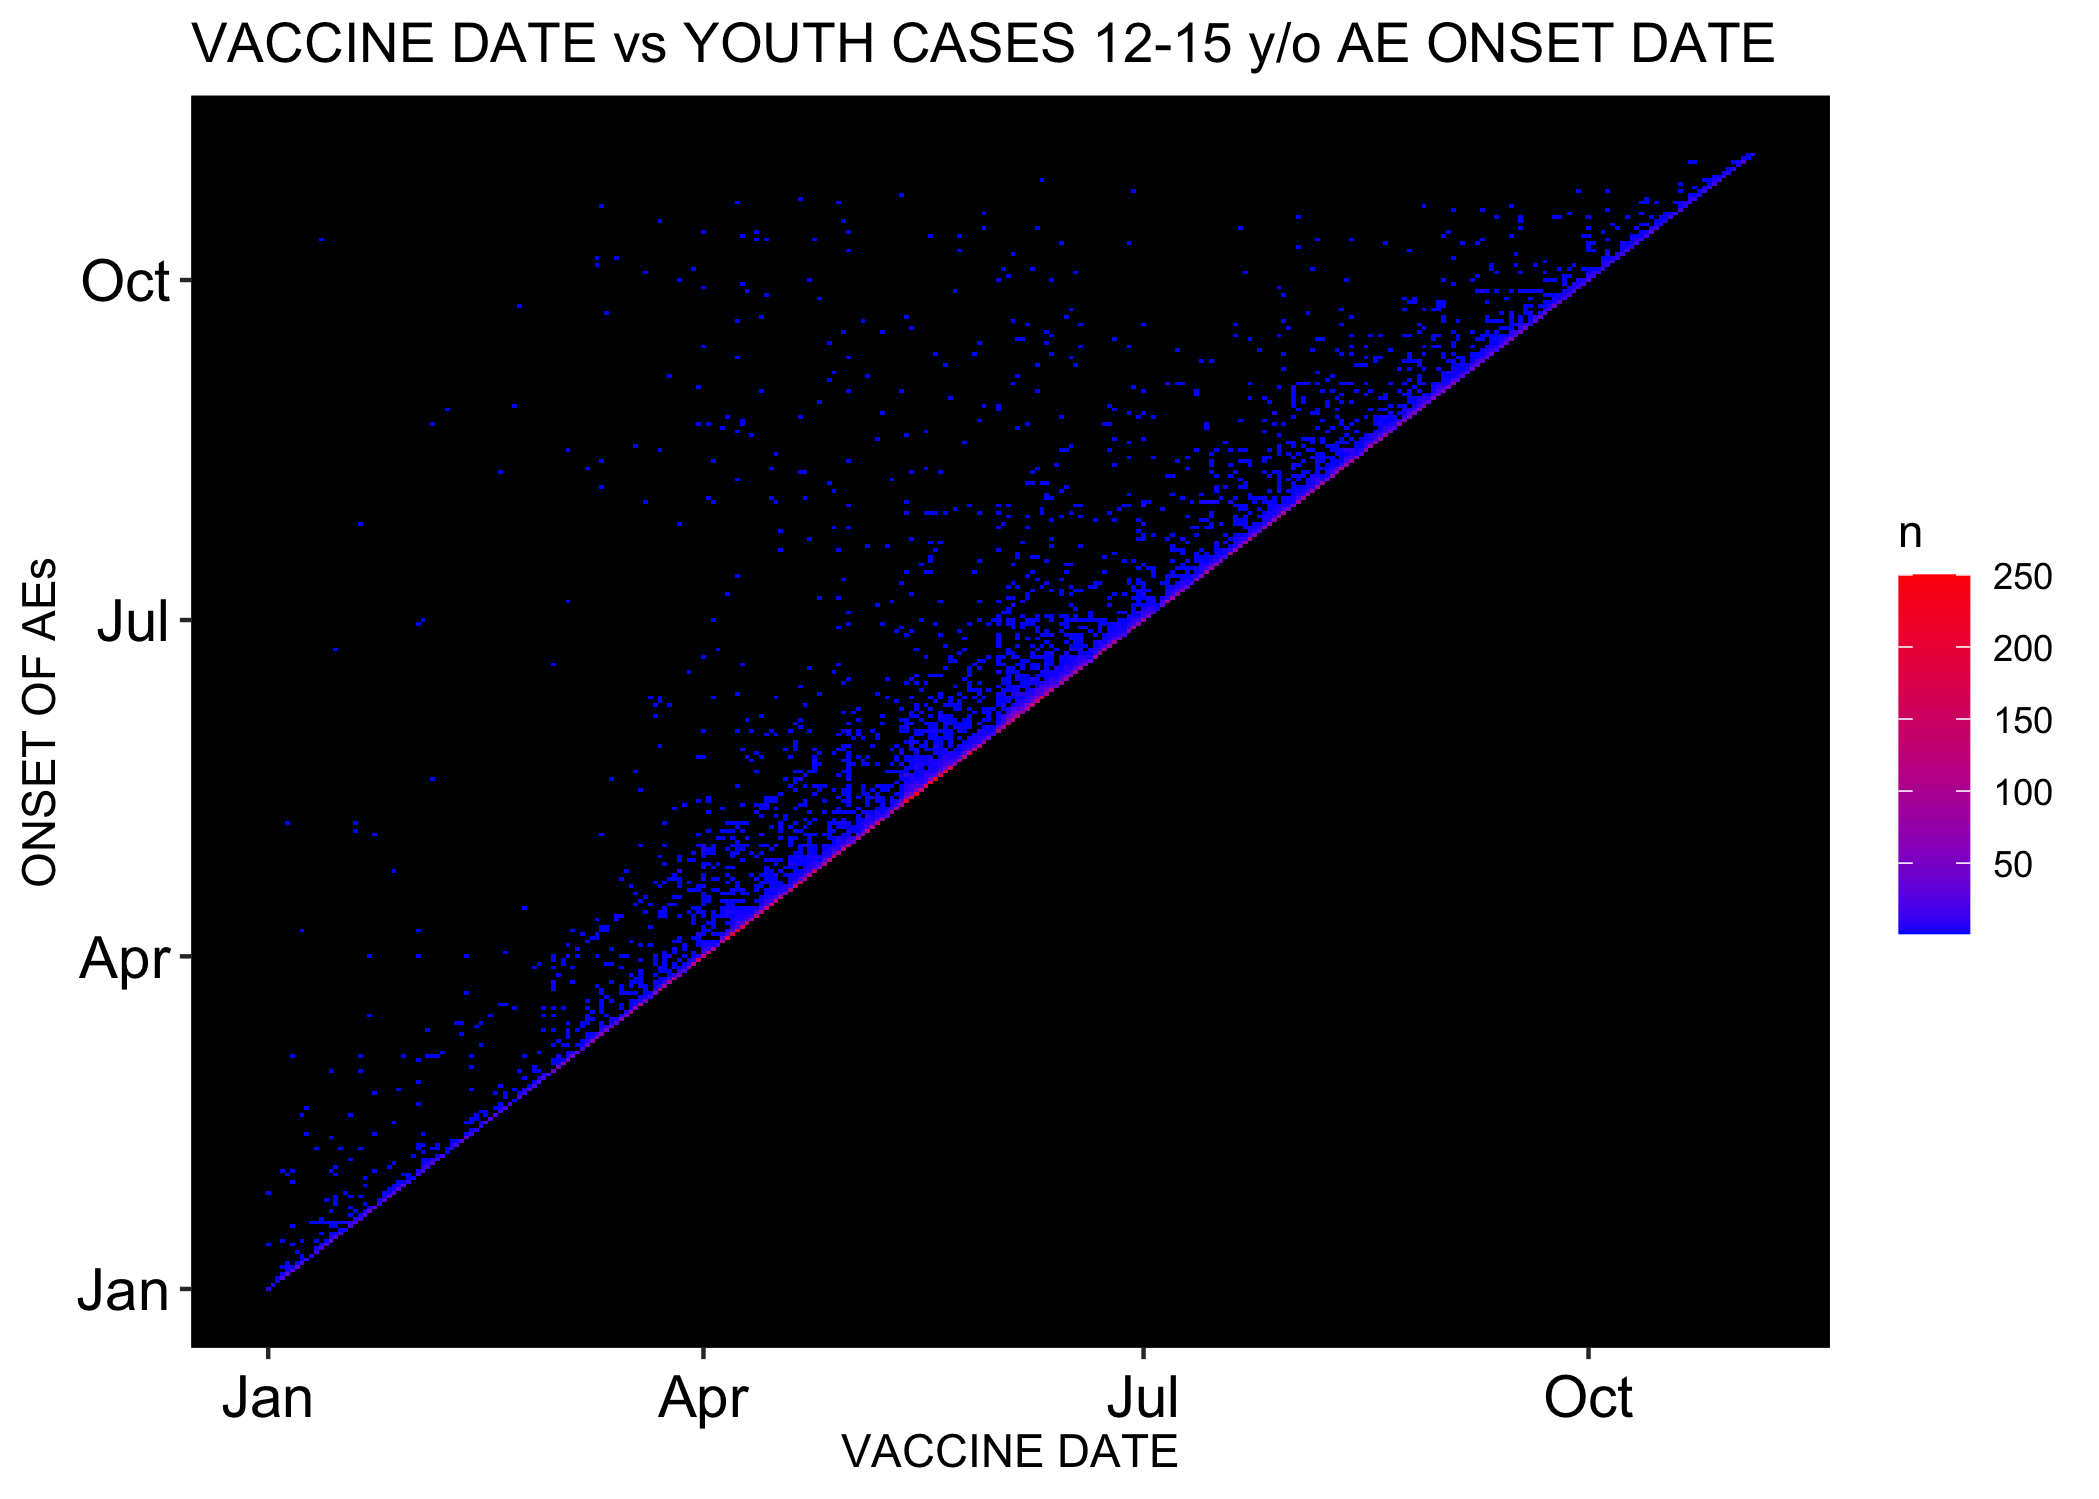 VACCINE DATE vs YOUTH CASES 12-15 y/o AE ONSET DATE
ONSET OF AEs
Oct
Jul
Apr
Jan
Jan
Apr
Jul
Oct
VACCINE DATE
n
250
200
150
100
50